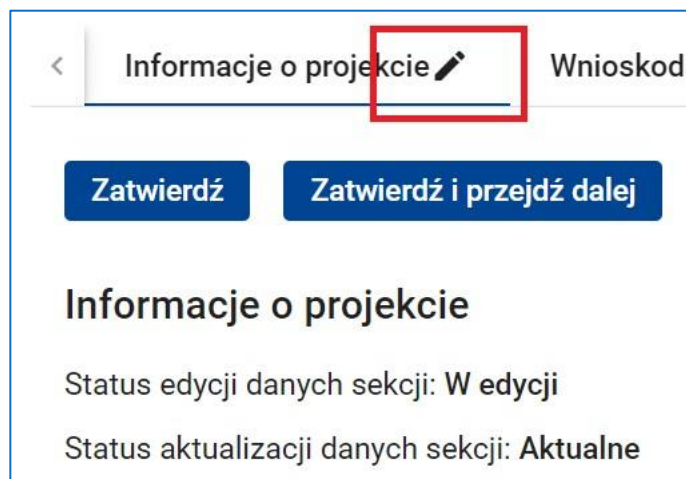 Informacje o projekcie Wnioskod
Zatwierdź Zatwierdź i przejdź dalej
Informacje o projekcie
Status edycji danych sekcji: W edycji
Status aktualizacji danych sekcji: Aktualne